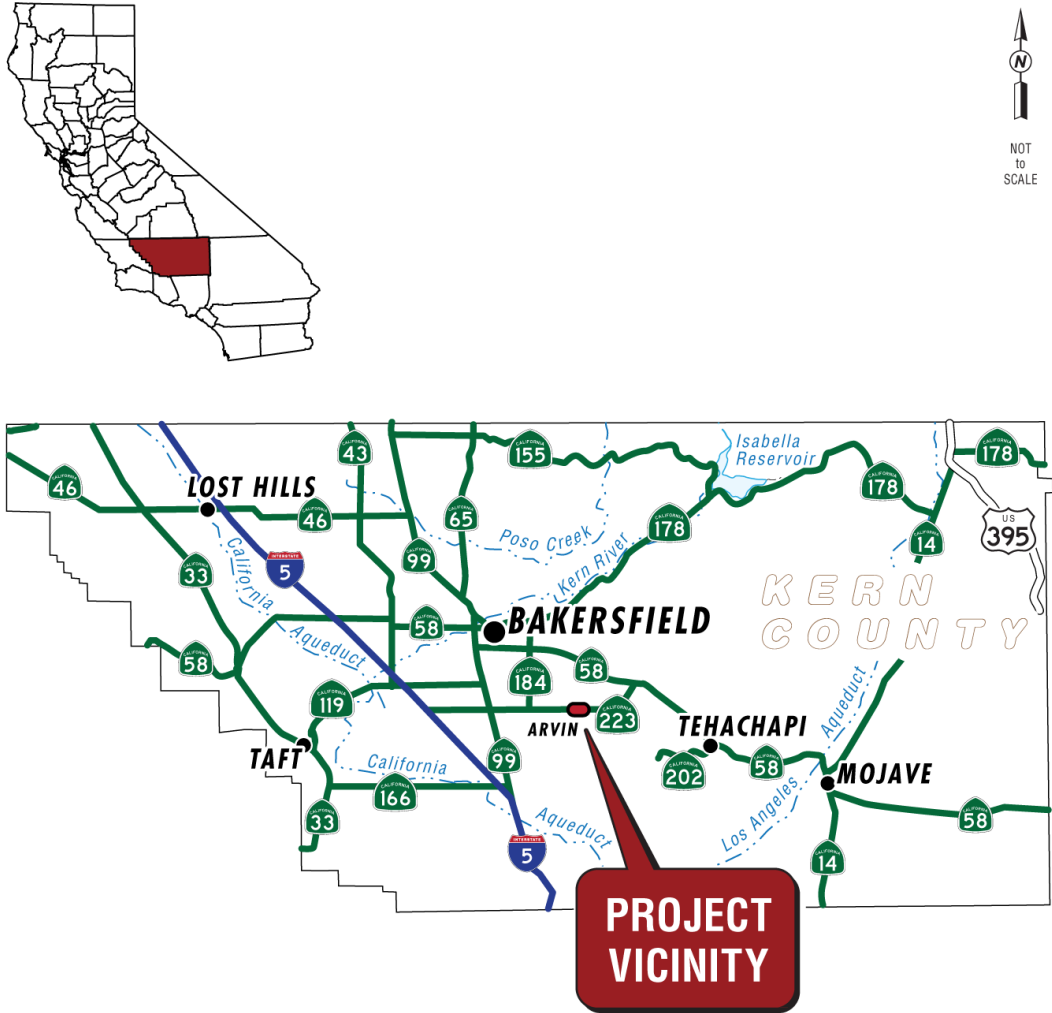 N
NOT
to
SCALE
CALIFORNIA
46
LOST HILLS
CALIFORNIA
43
CALIFORNIA
155
Isabella
Reservoir
CALIFORNIA
178
CALIFORNIA
178
CALIFORNIA
46
CALIFORNIA
65
CALIFORNIA
178
US
395
CALIFORNIA
14
Poso Creek
CALIFORNIA
99
INTERSTATE
5
California
Aqueduct
CALIFORNIA
33
Kern River
KERN
COUNTY
CALIFORNIA
58
BAKERSFIELD
CALIFORNIA
58
CALIFORNIA
58
CALIFORNIA
184
CALIFORNIA
119
CALIFORNIA
223
ARVIN
TEHACHAPI
TAFT
California
Aqueduct
CALIFORNIA
99
CALIFORNIA
202
CALIFORNIA
58
MOJAVE
CALIFORNIA
166
CALIFORNIA
33
INTERSTATE
5
Los Angeles
Aqueduct
CALIFORNIA
58
CALIFORNIA
14
PROJECT
VICINITY